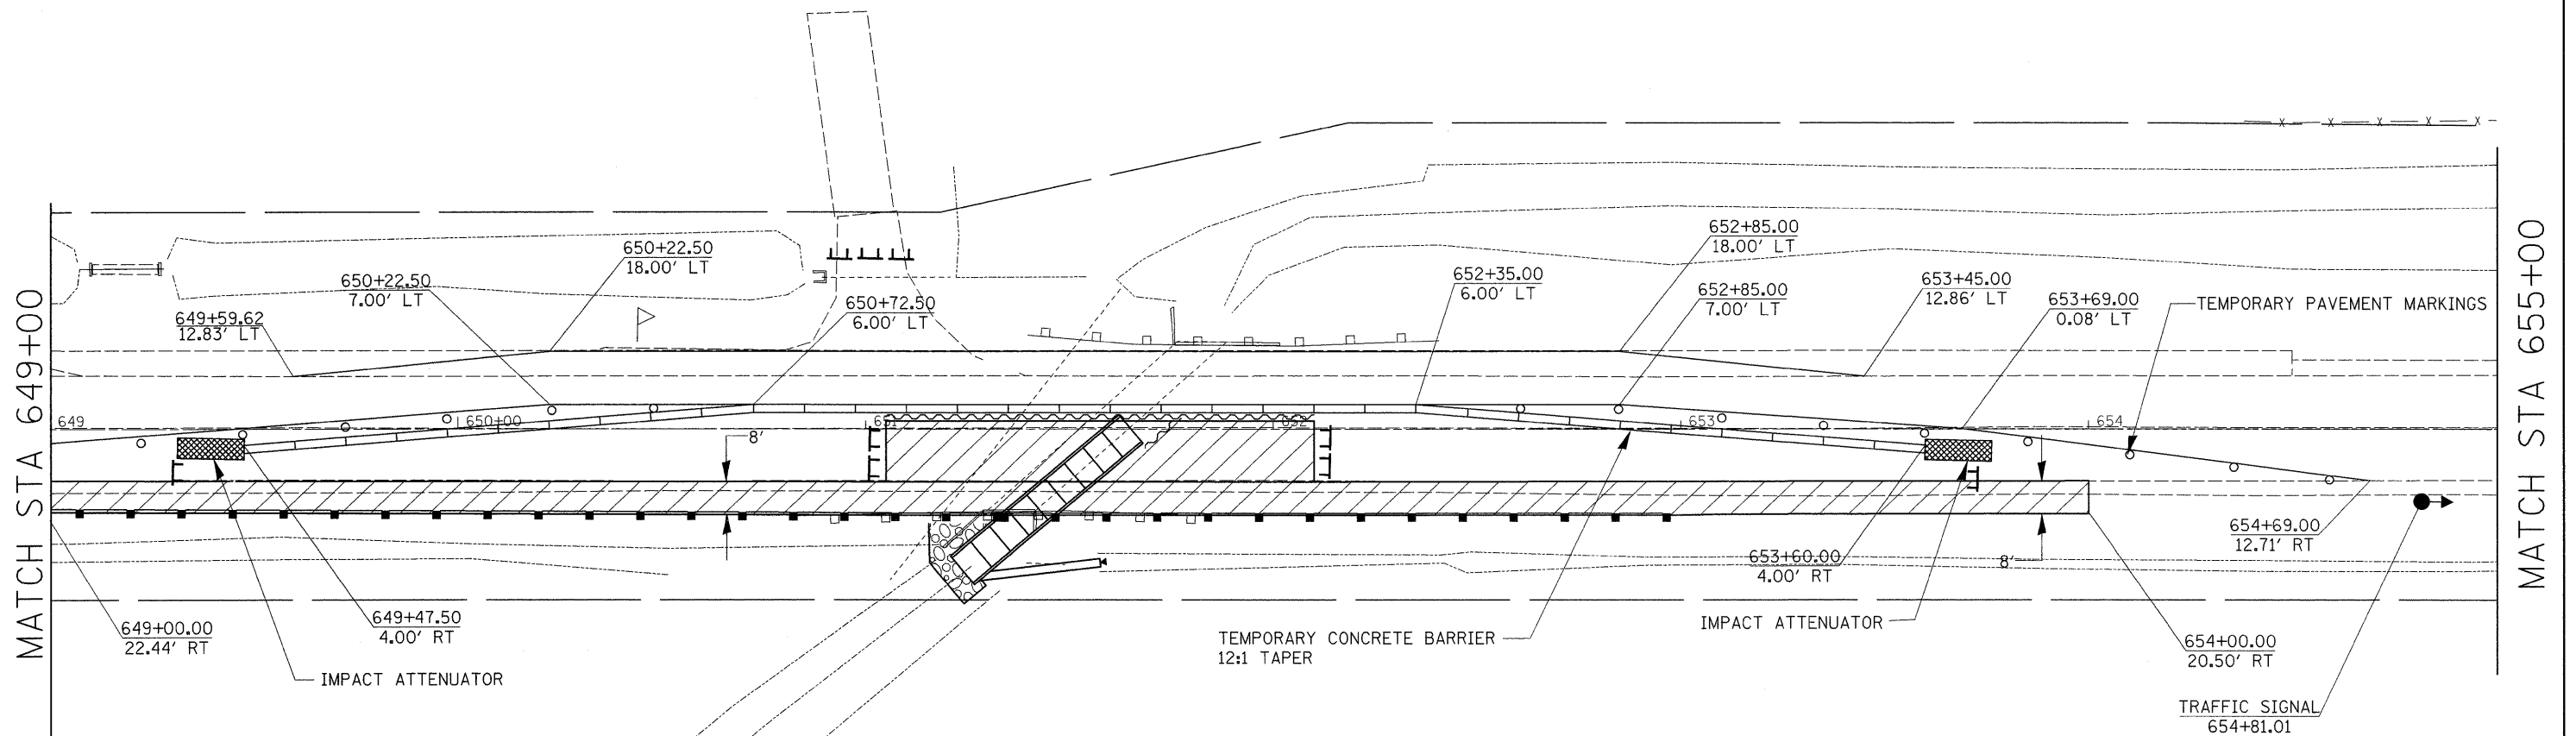 MATCH STA 649+00
649+59.62
12.83' LT
650+22.50
7.00' LT
650+22.50
18.00' LT
650+72.50
6.00' LT
652+35.00
6.00' LT
652+85.00
18.00' LT
652+85.00
7.00' LT
653+45.00
12.86' LT
653+69.00
0.08' LT
TEMPORARY PAVEMENT MARKINGS
MATCH STA 655+00
649
650+00
651
652
653
654
8'
8'
649+00.00
22.44' RT
649+47.50
4.00' RT
IMPACT ATTENUATOR
TEMPORARY CONCRETE BARRIER
12:1 TAPER
653+60.00
4.00' RT
IMPACT ATTENUATOR
654+69.00
12.71' RT
654+00.00
20.50' RT
TRAFFIC SIGNAL
654+81.01
X X X X X